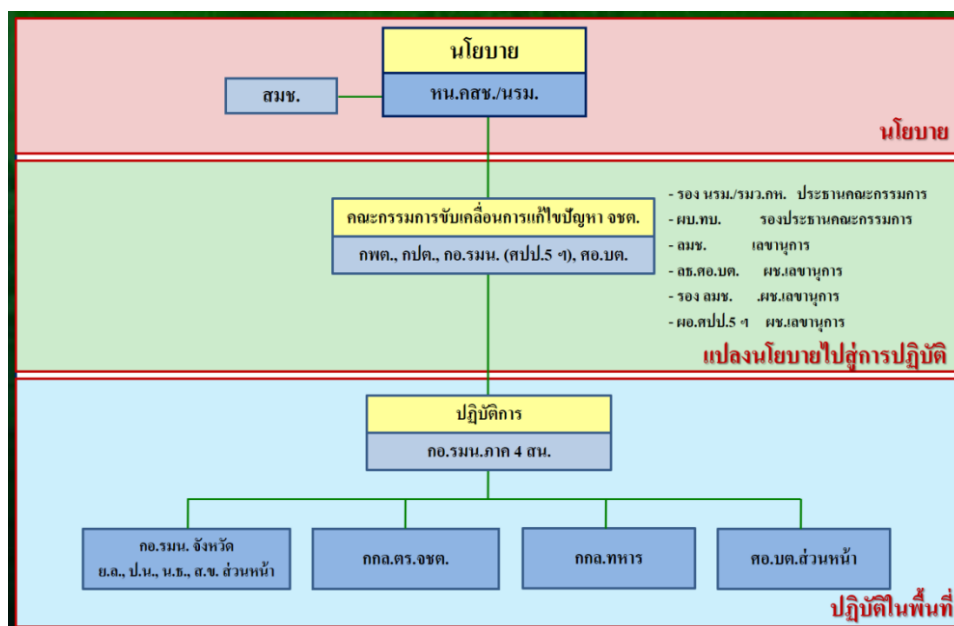 นโยบาย
สมช.
หน.คสช./นรม.
นโยบาย
คณะกรรมการขับเคลื่อนการแก้ไขปัญหา จชต.
กพต., กปต., กอ.รมน. (ศปป.5 ฯ), ศอ.บต.
- รอง นรม./รมว.กห. ประธานคณะกรรมการ
- ผบ.ทบ. รองประธานคณะกรรมการ
- ลมช. เลขานุการ
- ลธ.ศอ.บต. ผช.เลขานุการ
- รอง ลมช. .ผช.เลขานุการ
- ผอ.ศปป.5 ฯ ผช.เลขานุการ
แปลงนโยบายไปสู่การปฏิบัติ
ปฏิบัติการ
กอ.รมน.ภาค 4 สน.
กอ.รมน. จังหวัด
ย.ล., ป.น., น.ธ., ส.ข. ส่วนหน้า
กกล.ตร.จชต.
กกล.ทหาร
ศอ.บต.ส่วนหน้า
ปฏิบัติในพื้นที่